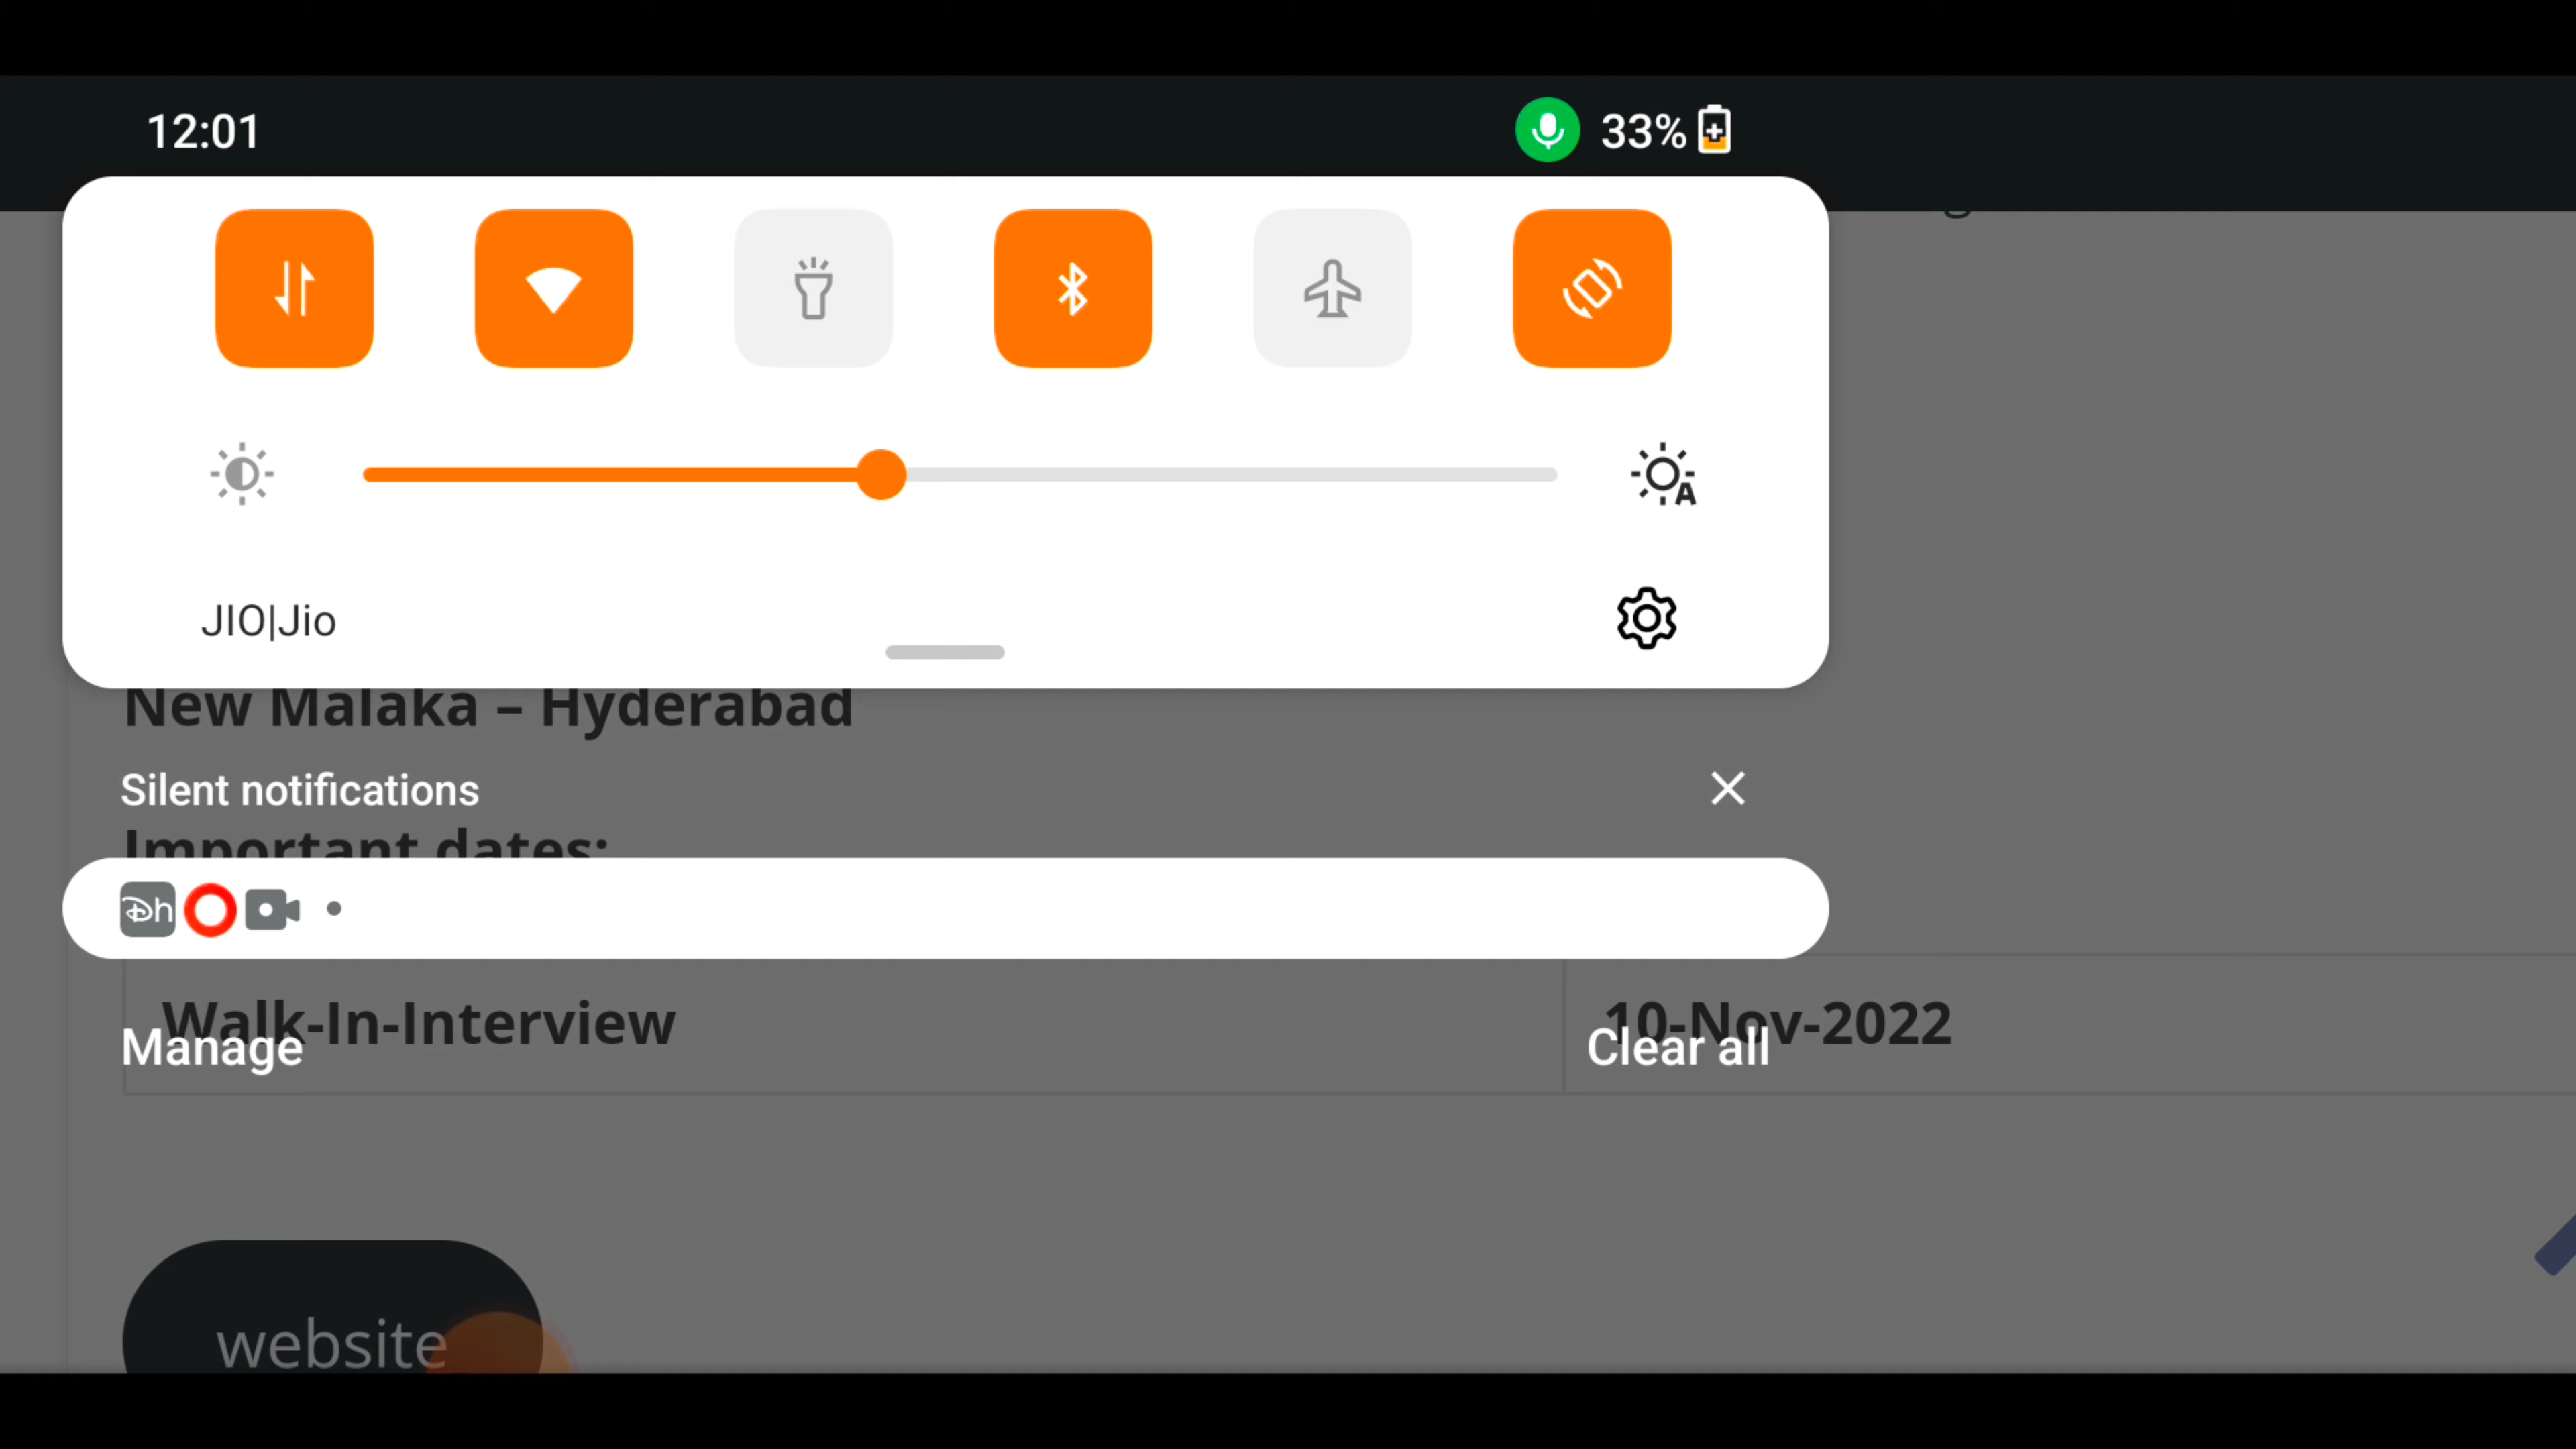 12:01
33%
A
JIO|Jio
New Malaka – Hyderabad
Silent notifications
Important dates:
Dh
Walk-In-Interview
10-Nov-2022
Manage
Clear all
website